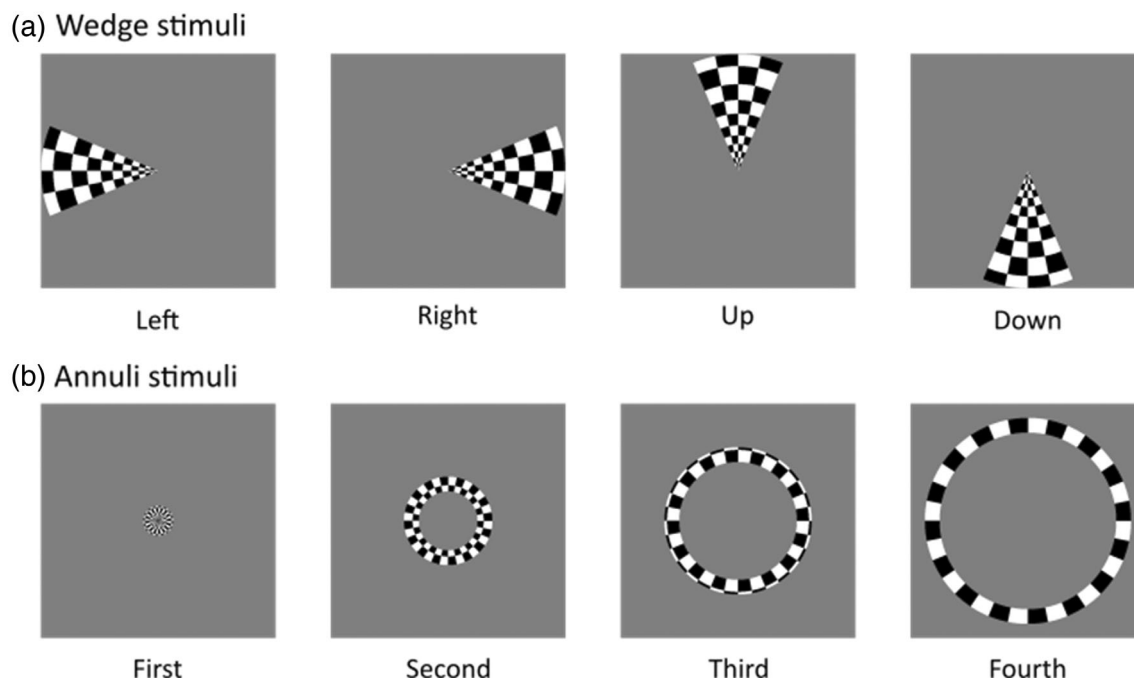 (a) Wedge stimuli
Left
Right
Up
Down
(b) Annuli stimuli
First
Second
Third
Fourth